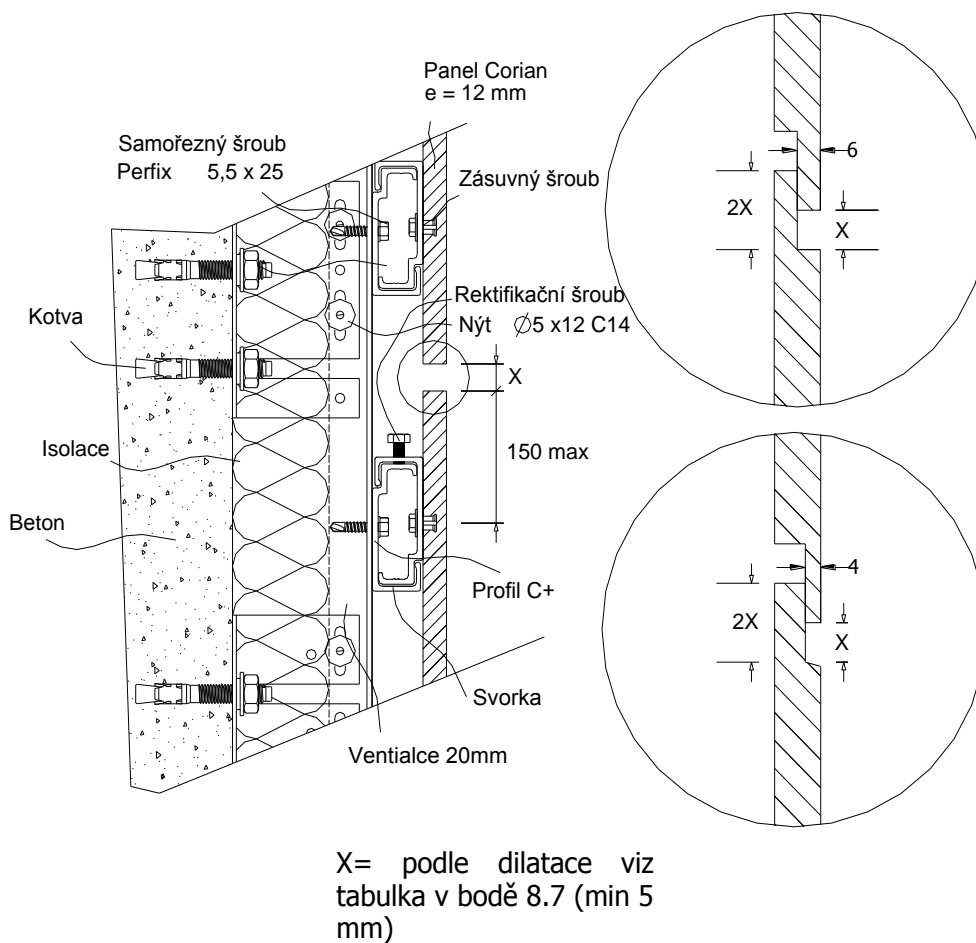 Panel Corian
e = 12 mm
Samořezný šroub
Perfix 5,5 x 25
Zásuvný šroub
Rektifikační šroub
Nýt ∅5 x12 C14
Kotva
X
150 max
Isolace
Beton
Profil C+
Svorka
Ventialce 20mm
6
2X
X
4
2X
X
X= podle dilatace viz
tabulka v bodě 8.7 (min 5
mm)